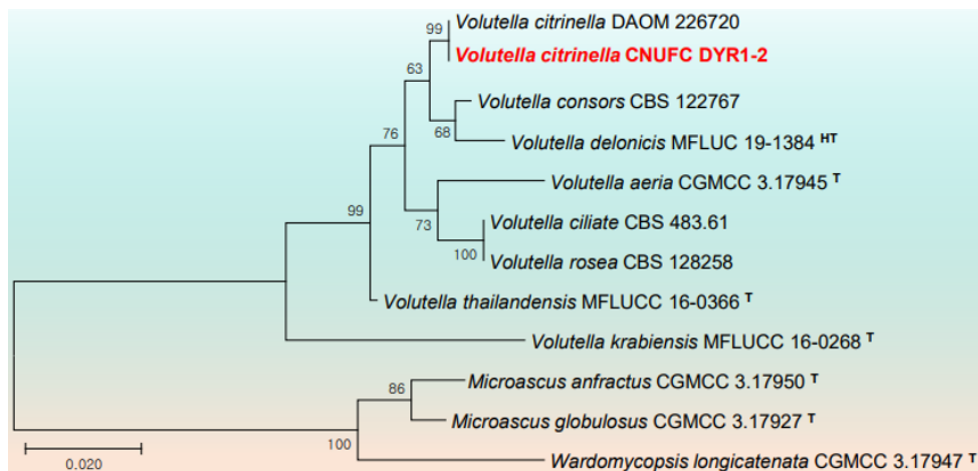 Volutella citrinella DAOM 226720
99
Volutella citrinella CNUFC DYR1-2
63
Volutella consors CBS 122767
76
68
Volutella delonicis MFLUC 19-1384 HT
Volutella aeria CGMCC 3.17945 T
99
73
Volutella ciliate CBS 483.61
100
Volutella rosea CBS 128258
Volutella thailandensis MFLUCC 16-0366 T
Volutella krabiensis MFLUCC 16-0268 T
Microascus anfractus CGMCC 3.17950 T
86
Microascus globulosus CGMCC 3.17927 T
100
Wardomycopsis longicatenata CGMCC 3.17947 T
0.020